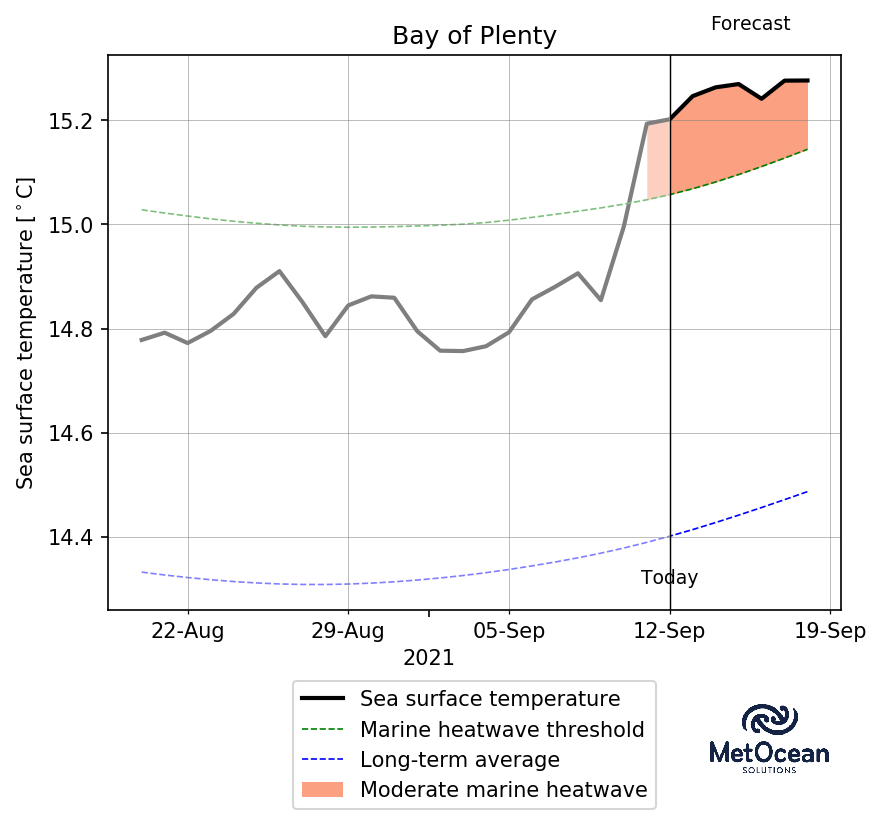 Forecast
Bay of Plenty
Sea surface temperature [°C]
15.2
15.0
14.8
14.6
14.4
Today
22-Aug 29-Aug 05-Sep 12-Sep 19-Sep
2021
Sea surface temperature
Marine heatwave threshold
Long-term average
Moderate marine heatwave
MetOcean
SOLUTIONS